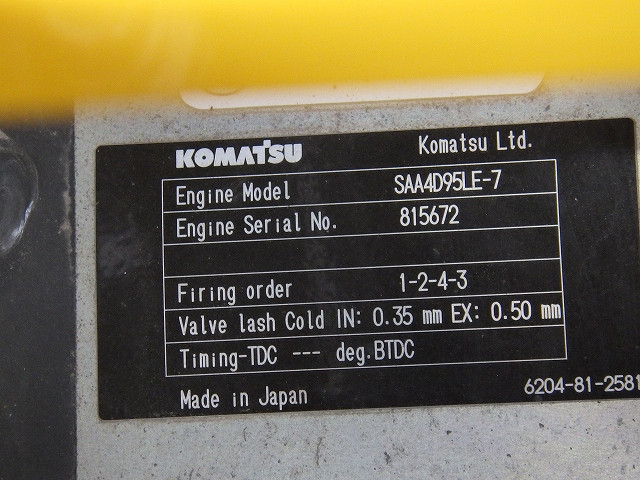 KOMATSU Komatsu Ltd.
Engine Model SAA4D95LE-7
Engine Serial No. 815672
Firing order 1-2-4-3
Valve lash Cold IN: 0.35 mm EX: 0.50 mm
Timing-TDC --- deg.BTDC
Made in Japan 6204-81-2581